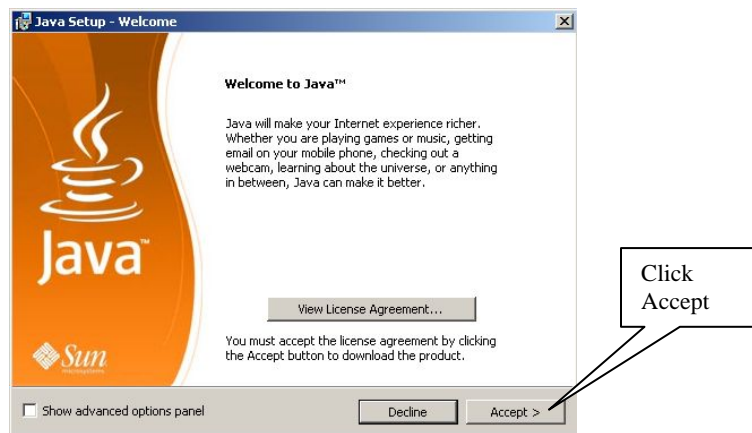 Java Setup - Welcome
Welcome to Java™
Java will make your Internet experience richer.
Whether you are playing games or music, getting
email on your mobile phone, checking out a
webcam, learning about the universe, or anything
in between, Java can make it better.
Java™
View License Agreement...
You must accept the license agreement by clicking
the Accept button to download the product.
Sun
microsystems
Show advanced options panel
Decline
Accept >
Click
Accept